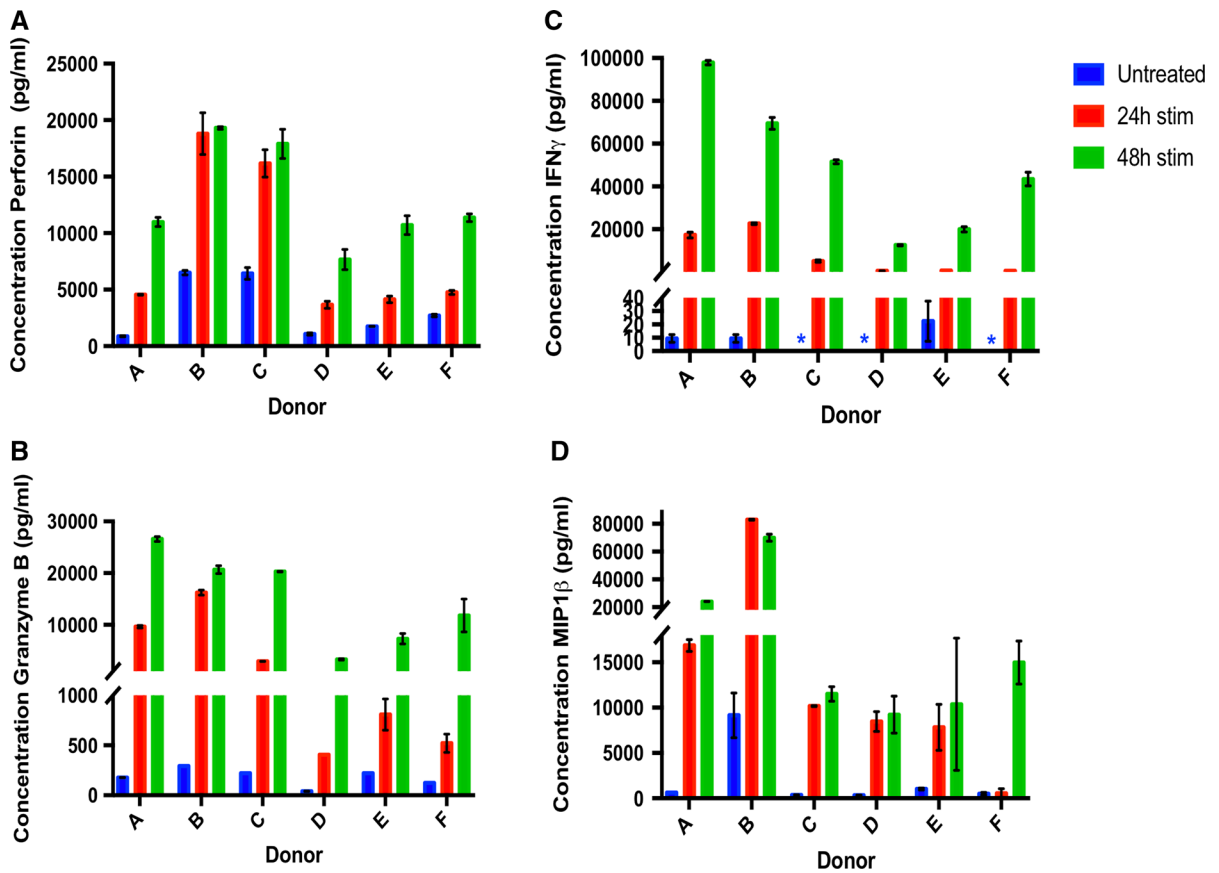 A
Concentration Perforin (pg/ml)
25000
20000
15000
10000
5000
0
A B C D E F
Donor
B
Concentration Granzyme B (pg/ml)
30000
20000
10000
1000
500
0
A B C D E F
Donor
C
Concentration IFNγ (pg/ml)
100000
80000
60000
40000
20000
40
30
20
10
0
* * *
A B C D E F
Donor
Untreated
24h stim
48h stim
D
Concentration MIP1β (pg/ml)
80000
60000
40000
20000
15000
10000
5000
0
A B C D E F
Donor